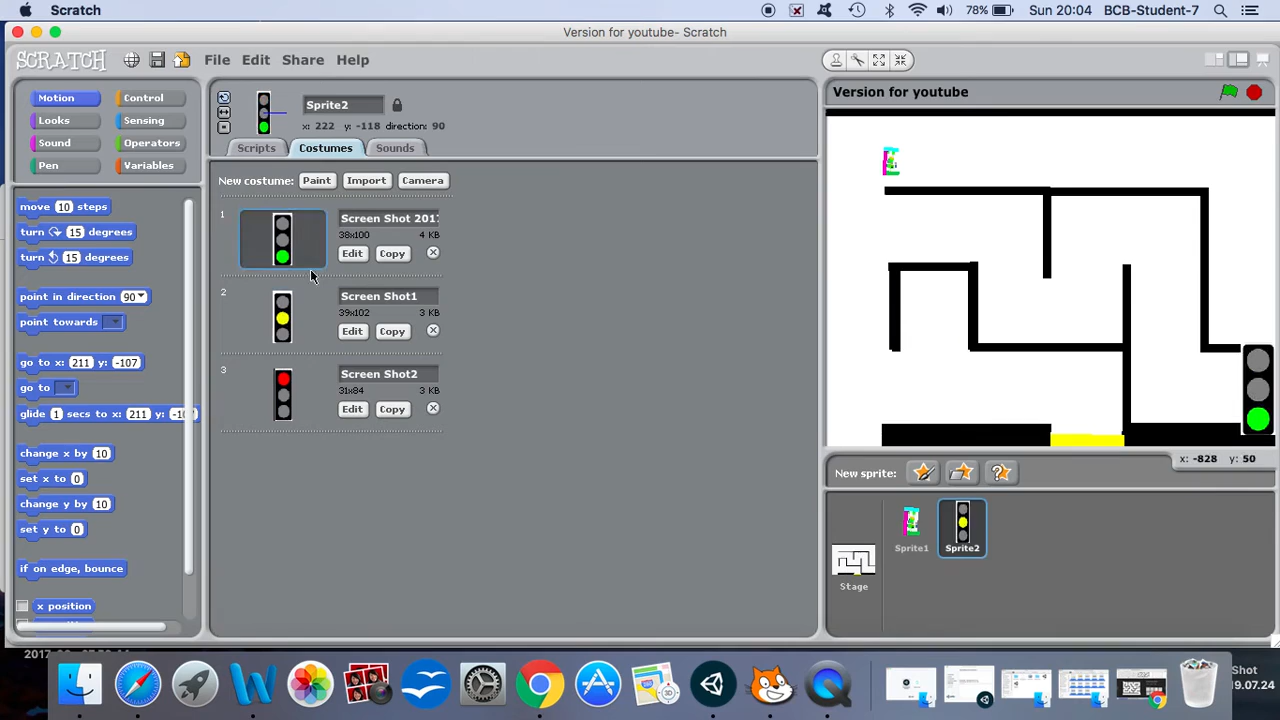 Scratch
78%
Sun 20:04
BCB-Student-7
Version for youtube- Scratch
SCRATCH
File
Edit
Share
Help
Motion
Control
Looks
Sensing
Sound
Operators
Pen
Variables
move 10 steps
turn 15 degrees
turn 15 degrees
point in direction 90
point towards
go to x: 211 y: -107
go to
glide 1 secs to x: 211 y: -10
change x by 10
set x to 0
change y by 10
set y to 0
if on edge, bounce
x position
Sprite2
x: 222 y: -118 direction: 90
Scripts
Costumes
Sounds
New costume:
Paint
Import
Camera
1
Screen Shot 201
38x100
4 KB
Edit
Copy
2
Screen Shot1
39x102
3 KB
Edit
Copy
3
Screen Shot2
31x84
3 KB
Edit
Copy
Version for youtube
x: -828 y: 50
New sprite:
Sprite1
Sprite2
Stage
Shot
19.07.24